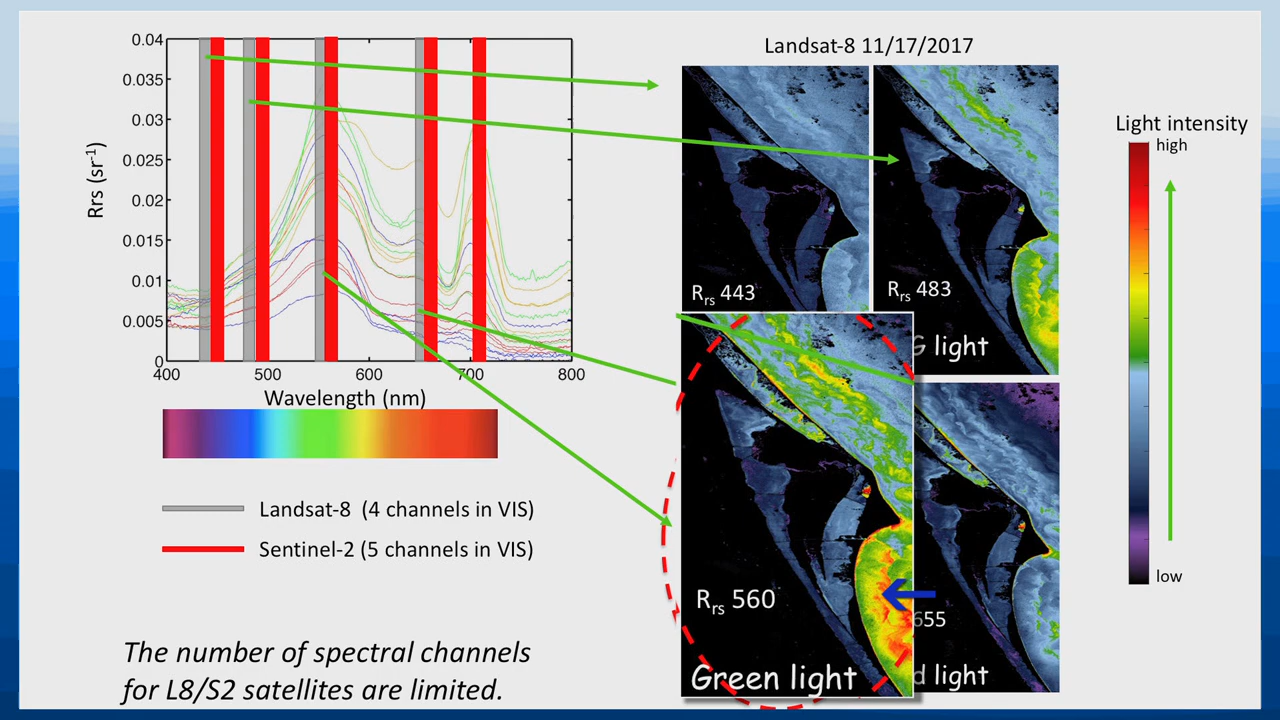 Landsat-8 11/17/2017
0.04
0.035
0.03
0.025
0.02
0.015
0.01
0.005
0
Rrs (sr-1)
400
500
600
700
800
Wavelength (nm)
Landsat-8 (4 channels in VIS)
Sentinel-2 (5 channels in VIS)
The number of spectral channels
for L8/S2 satellites are limited.
Rrs 443
Rrs 483
light
Rrs 560
Green light
655
d light
Light intensity
high
low